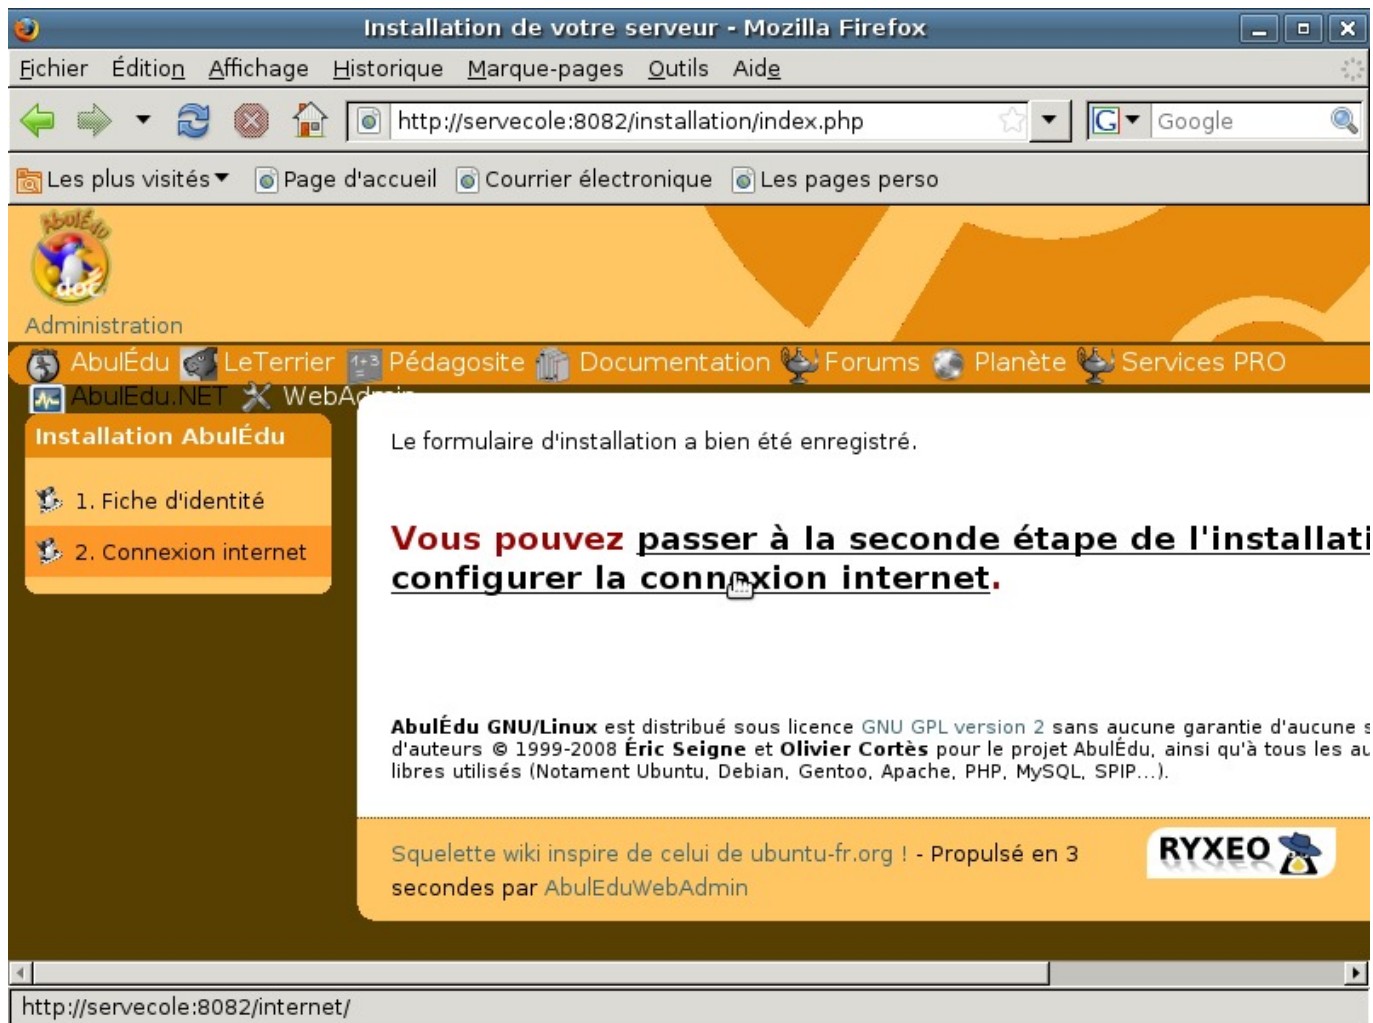 Installation de votre serveur - Mozilla Firefox
Fichier Édition Affichage Historique Marque-pages Outils Aide
http://servecole:8082/installation/index.php G Google
Les plus visités Page d'accueil Courrier électronique Les pages perso
AbulÉdu
doc
Administration
AbulÉdu LeTerrier 1+3 Pédagosite Documentation Forums Planète Services PRO
AbulEdu.NET WebAdmin
Installation AbulÉdu
1. Fiche d'identité
2. Connexion internet
Le formulaire d'installation a bien été enregistré.
Vous pouvez passer à la seconde étape de l'installati
configurer la connexion internet.
AbulÉdu GNU/Linux est distribué sous licence GNU GPL version 2 sans aucune garantie d'aucune s
d'auteurs © 1999-2008 Éric Seigne et Olivier Cortès pour le projet AbulÉdu, ainsi qu'à tous les au
libres utilisés (Notament Ubuntu, Debian, Gentoo, Apache, PHP, MySQL, SPIP...).
Squelette wiki inspire de celui de ubuntu-fr.org ! - Propulsé en 3
secondes par AbulEduWebAdmin
RYXEO
http://servecole:8082/internet/